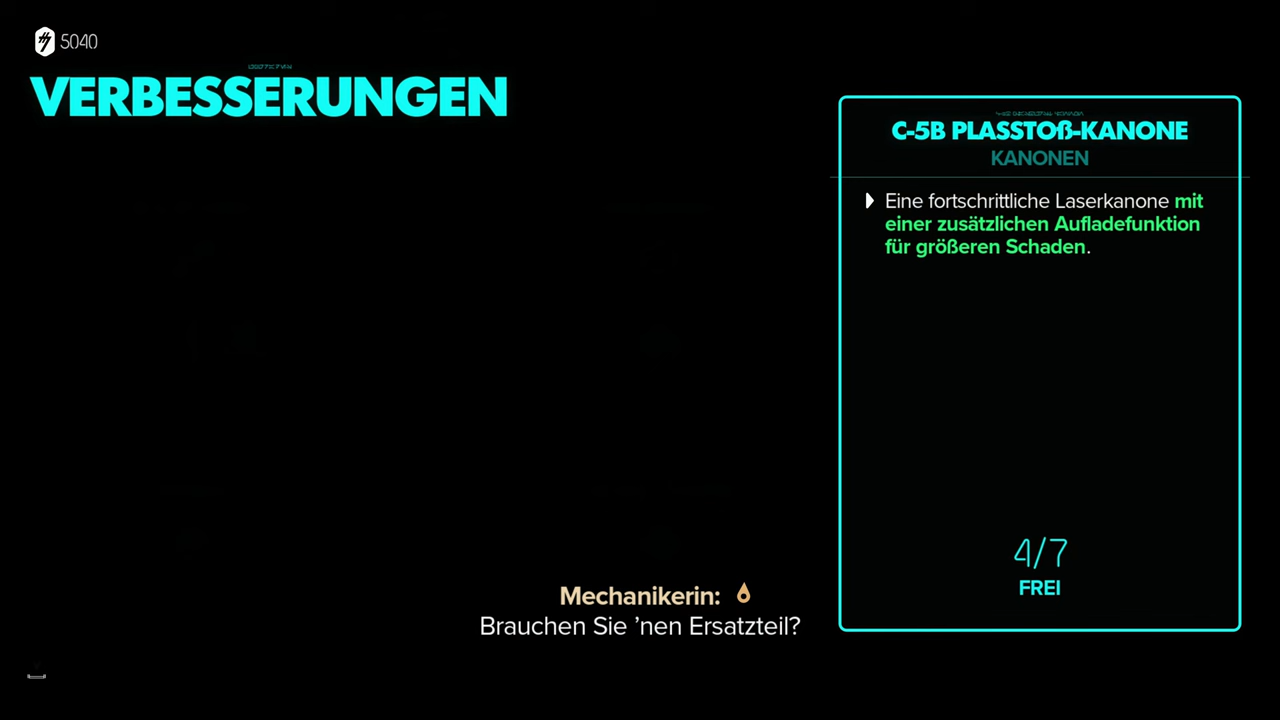 5040
VERBESSERUNGEN
C-5B PLASSTOẞ-KANONE
KANONEN
Eine fortschrittliche Laserkanone mit
einer zusätzlichen Aufladefunktion
für größeren Schaden.
4/7
FREI
Mechanikerin:
Brauchen Sie ’nen Ersatzteil?